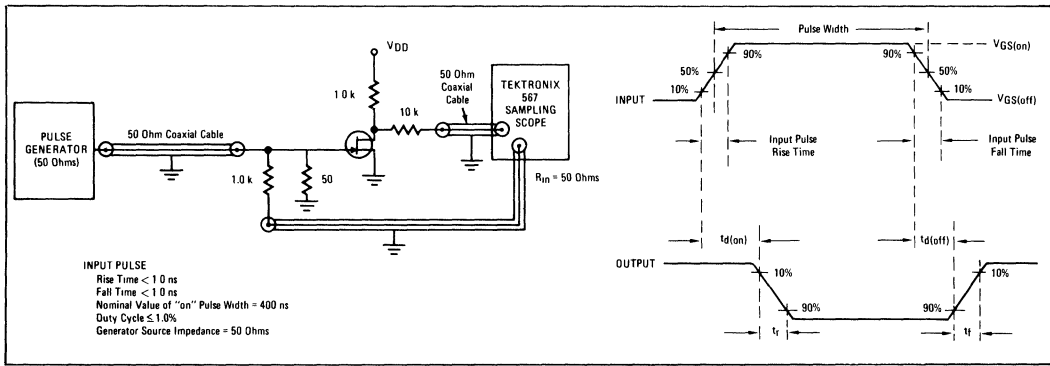 VDD
1 0 k
10 k
50 Ohm
Coaxial
Cable
TEKTRONIX
567
SAMPLING
SCOPE
PULSE
GENERATOR
(50 Ohms)
50 Ohm Coaxial Cable
1.0 k
50
Rin = 50 Ohms
INPUT PULSE
Rise Time < 1 0 ns
Fall Time < 1 0 ns
Nominal Value of "on" Pulse Width = 400 ns
Duty Cycle ≤ 1.0%
Generator Source Impedance = 50 Ohms
Pulse Width
VGS(on)
90%
90%
50%
50%
10%
10%
INPUT
VGS(off)
Input Pulse
Rise Time
Input Pulse
Fall Time
td(on)
td(off)
OUTPUT
10%
10%
90%
90%
tr
tf